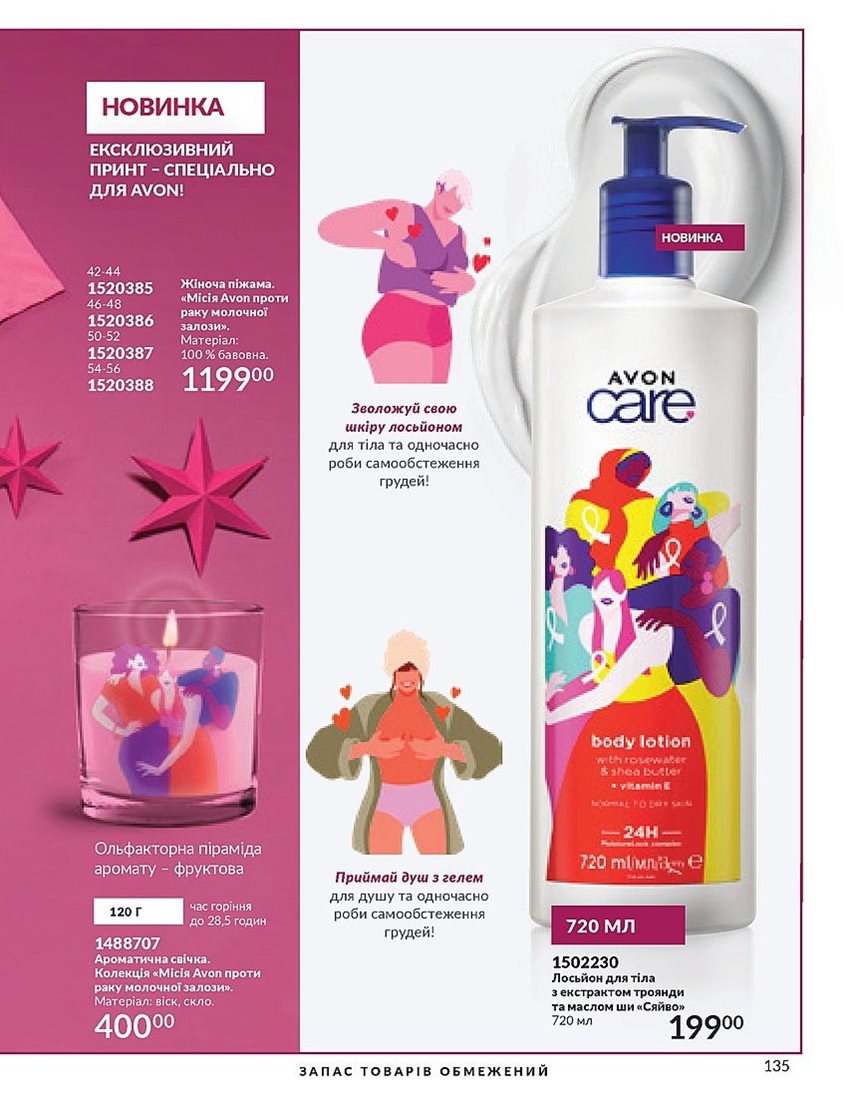 НОВИНКА
ЕКСКЛЮЗИВНИЙ
ПРИНТ – СПЕЦІАЛЬНО
ДЛЯ AVON!
42-44
1520385
46-48
1520386
50-52
1520387
54-56
1520388
Жіноча піжама.
«Місія Avon проти
раку молочної
залози».
Матеріал:
100 % бавовна.
119900
Ольфакторна піраміда
аромату – фруктова
120 Г
час горіння
до 28,5 годин
1488707
Ароматична свічка.
Колекція «Місія Avon проти
раку молочної залози».
Матеріал: віск, скло.
40000
Зволожуй свою
шкіру лосьйоном
для тіла та одночасно
роби самообстеження
грудей!
Приймай душ з гелем
для душу та одночасно
роби самообстеження
грудей!
НОВИНКА
AVON
care
body lotion
with rosewater
& shea butter
+ vitamin E
NORMAL TO DRY SKIN
24H
720 ml/мл/
720 МЛ
1502230
Лосьйон для тіла
з екстрактом троянди
та маслом ши «Сяйво»
720 мл
19900
ЗАПАС ТОВАРІВ ОБМЕЖЕНИЙ
135